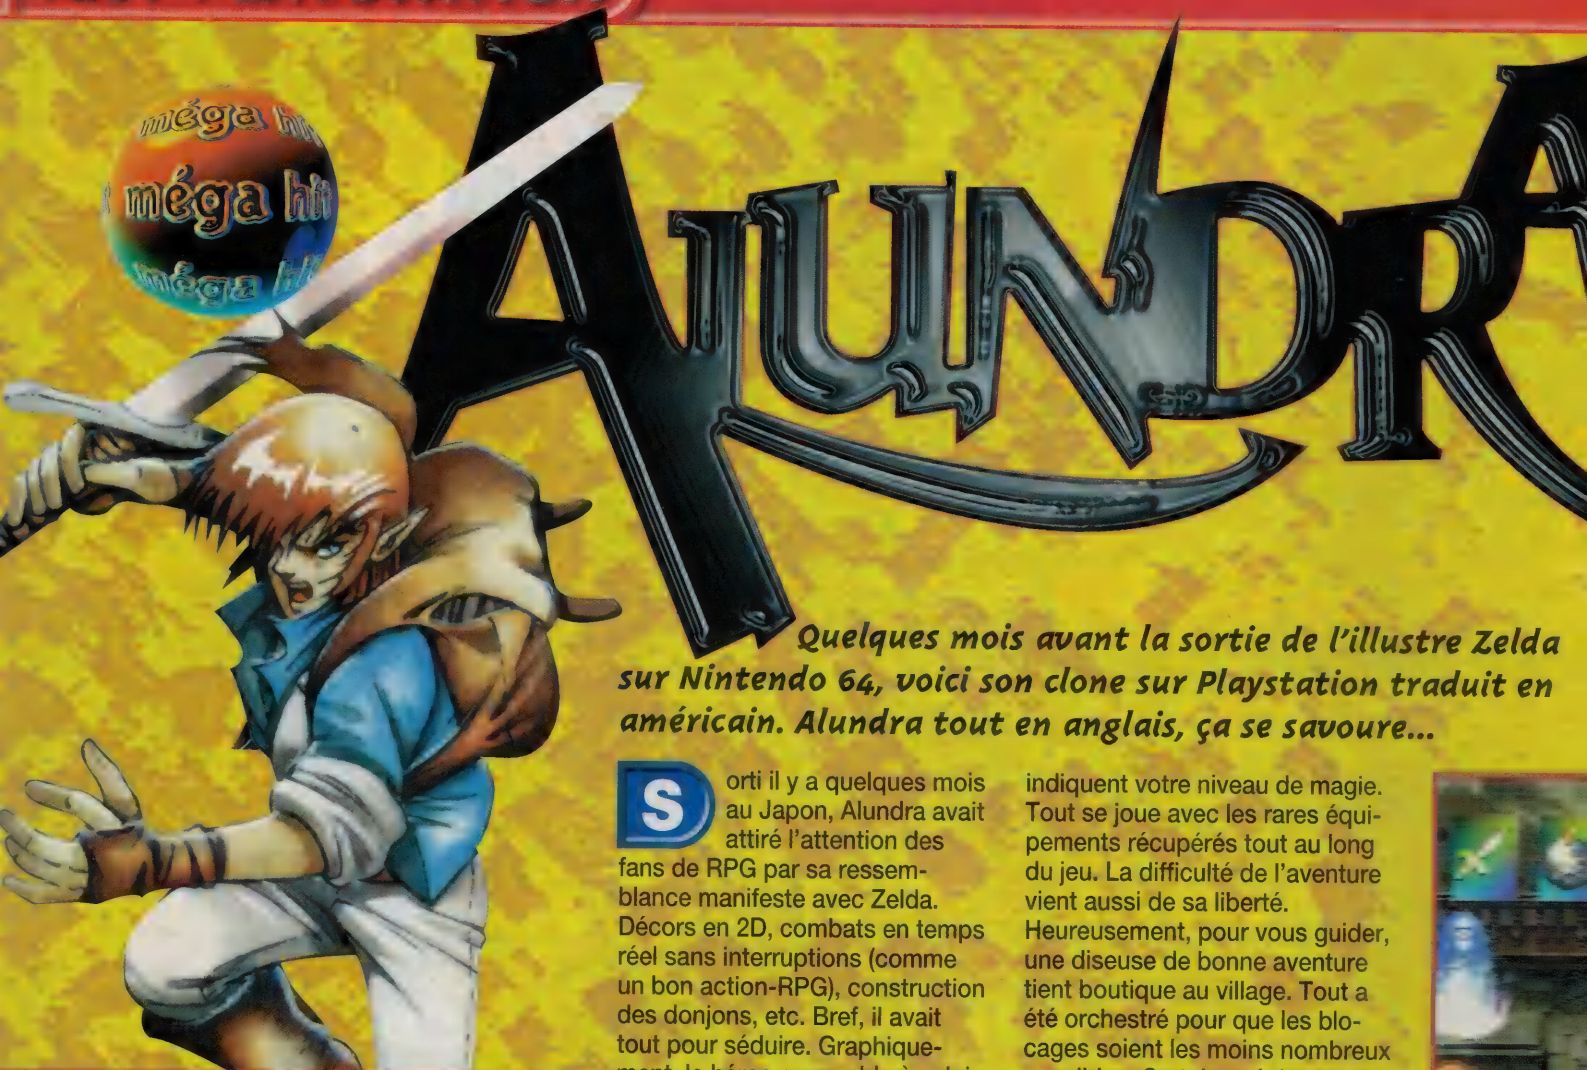 méga hit
méga hit
méga hit
ALUNDRA
Quelques mois avant la sortie de l'illustre Zelda
sur Nintendo 64, voici son clone sur Playstation traduit en
américain. Alundra tout en anglais, ça se savoure...
Sorti il y a quelques mois
au Japon, Alundra avait
attiré l'attention des
fans de RPG par sa ressem-
blance manifeste avec Zelda.
Décors en 2D, combats en temps
réel sans interruptions (comme
un bon action-RPG), construction
des donjons, etc. Bref, il avait
tout pour séduire. Graphique-
indiquent votre niveau de magie.
Tout se joue avec les rares équi-
pements récupérés tout au long
du jeu. La difficulté de l'aventure
vient aussi de sa liberté.
Heureusement, pour vous guider,
une diseuse de bonne aventure
tient boutique au village. Tout a
été orchestré pour que les blo-
cages soient les moins nombreux